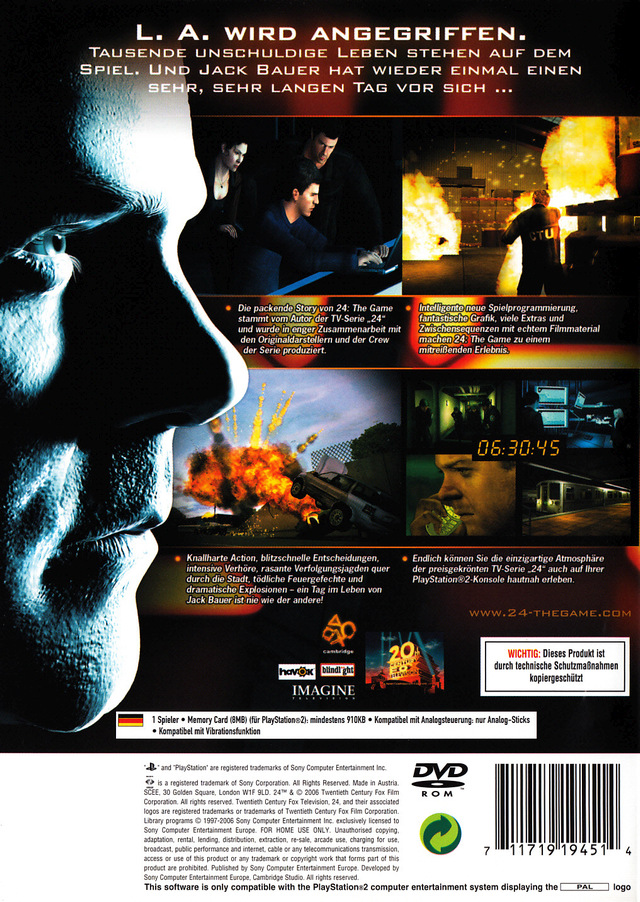 L. A. WIRD ANGEGRIFFEN.
TAUSENDE UNSCHULDIGE LEBEN STEHEN AUF DEM
SPIEL. UND JACK BAUER HAT WIEDER EINMAL EINEN
SEHR, SEHR LANGEN TAG VOR SICH ...
CTU
• Die packende Story von 24: The Game
stammt vom Autor der TV-Serie „24"
und wurde in enger Zusammenarbeit mit
den Originaldarstellern und der Crew
der Serie produziert.
• Intelligente neue Spielprogrammierung,
fantastische Grafik, viele Extras und
Zwischensequenzen mit echtem Filmmaterial
machen 24: The Game zu einem
mitreißenden Erlebnis.
06:30:45
• Knallharte Action, blitzschnelle Entscheidungen,
intensive Verhöre, rasante Verfolgungsjagden quer
durch die Stadt, tödliche Feuergefechte und
dramatische Explosionen – ein Tag im Leben von
Jack Bauer ist nie wie der andere!
• Endlich können Sie die einzigartige Atmosphäre
der preisgekrönten TV-Serie „24" auch auf Ihrer
PlayStation®2-Konsole hautnah erleben.
WWW.24-THEGAME.COM
cambridge
havok
blindlight
20
IMAGINE
TELEVISION
WICHTIG: Dieses Produkt ist
durch technische Schutzmaßnahmen
kopiergeschützt
1 Spieler • Memory Card (8MB) (für PlayStation®2): mindestens 910KB • Kompatibel mit Analogsteuerung: nur Analog-Sticks
• Kompatibel mit Vibrationsfunktion
" " and "PlayStation" are registered trademarks of Sony Computer Entertainment Inc.
is a registered trademark of Sony Corporation. All Rights Reserved. Made in Austria.
SCEE, 30 Golden Square, London W1F 9LD. 24™ & © 2006 Twentieth Century Fox Film
Corporation. All rights reserved. Twentieth Century Fox Television, 24, and their associated
logos are registered trademarks or trademarks of Twentieth Century Fox Film Corporation.
Library programs © 1997-2006 Sony Computer Entertainment Inc. exclusively licensed to
Sony Computer Entertainment Europe. FOR HOME USE ONLY. Unauthorised copying,
adaptation, rental, lending, distribution, extraction, re-sale, arcade use, charging for use,
broadcast, public performance and internet, cable or any telecommunications transmission,
access or use of this product or any trademark or copyright work that forms part of this
product are prohibited. Published by Sony Computer Entertainment Europe. Developed by
Sony Computer Entertainment Europe, Cambridge Studio. All rights reserved.
DVD
ROM
7 11719 19451 4
This software is only compatible with the PlayStation®2 computer entertainment system displaying the PAL logo